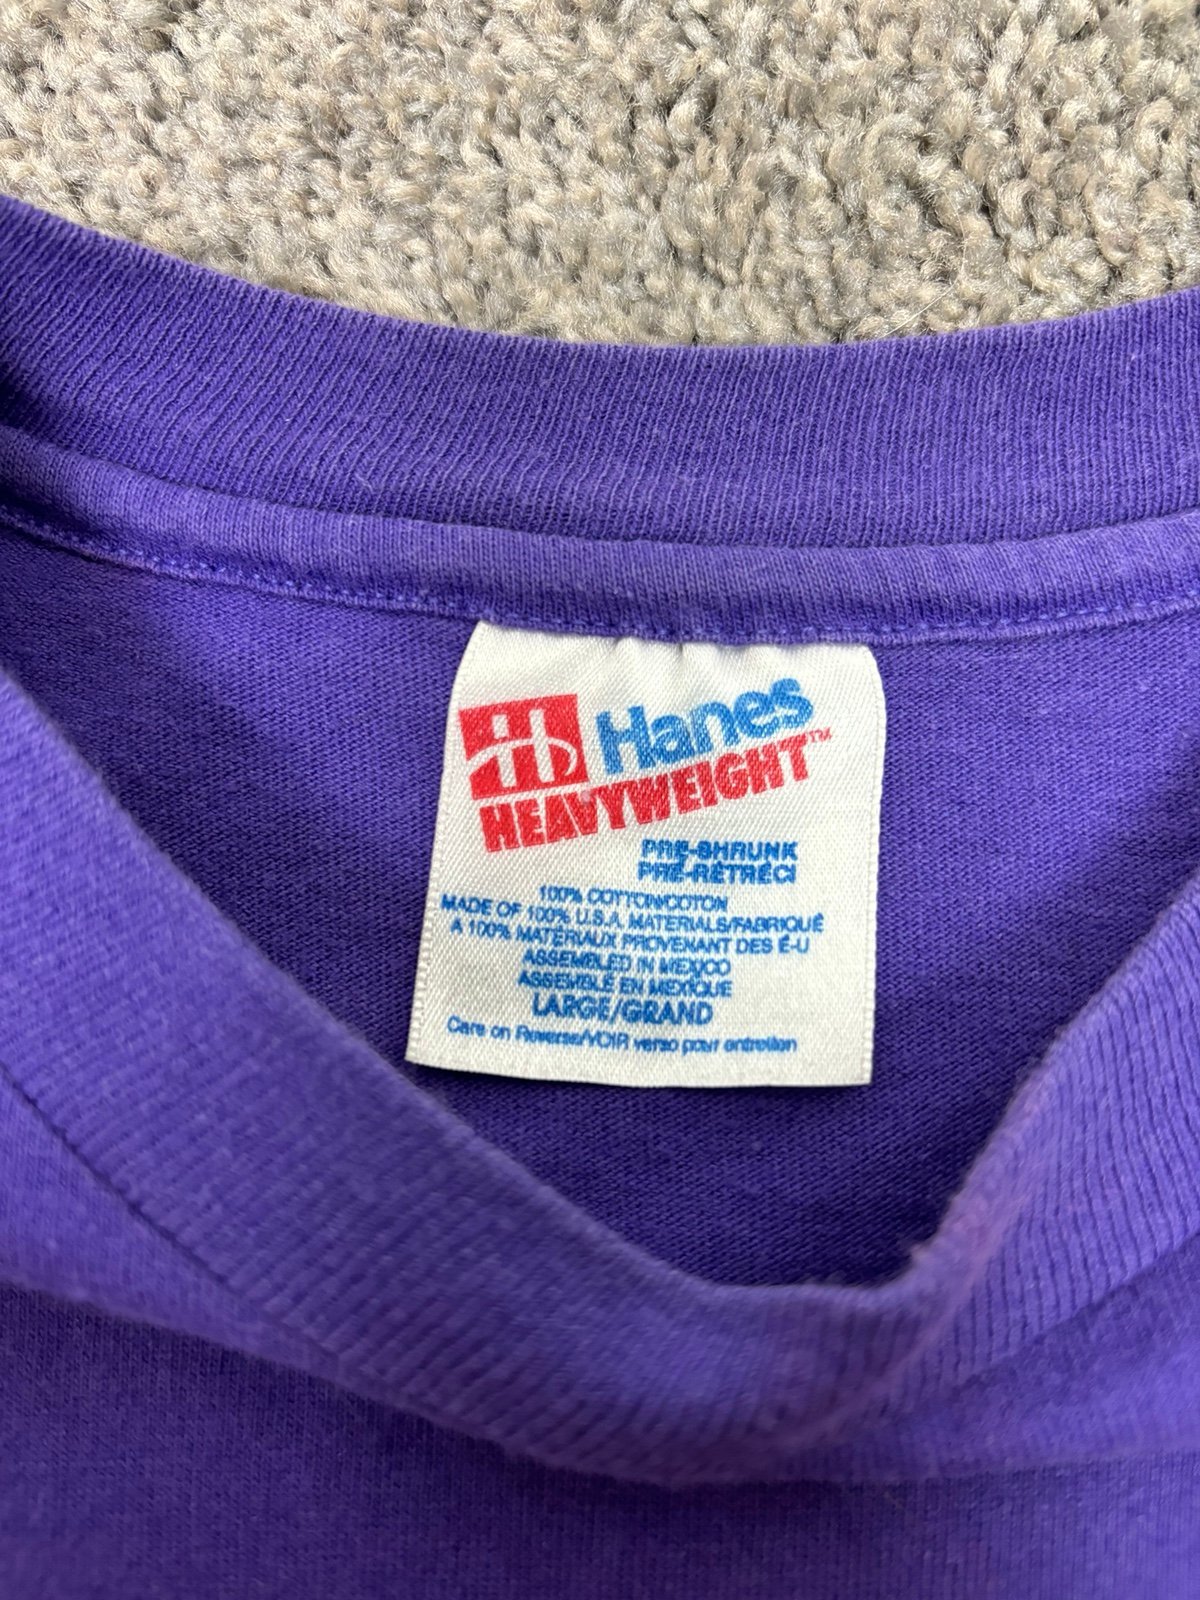 Hanes
HEAVYWEIGHT™
PRE-SHRUNK
PRÉ-RÉTRÉCI
100% COTTON/COTON
MADE OF 100% U.S.A. MATERIALS/FABRIQUÉ
A 100% MATÉRIAUX PROVENANT DES É-U
ASSEMBLED IN MEXICO
ASSEMBLÉ EN MEXIQUE
LARGE/GRAND
Care on Reverse/VOIR verso pour entretien